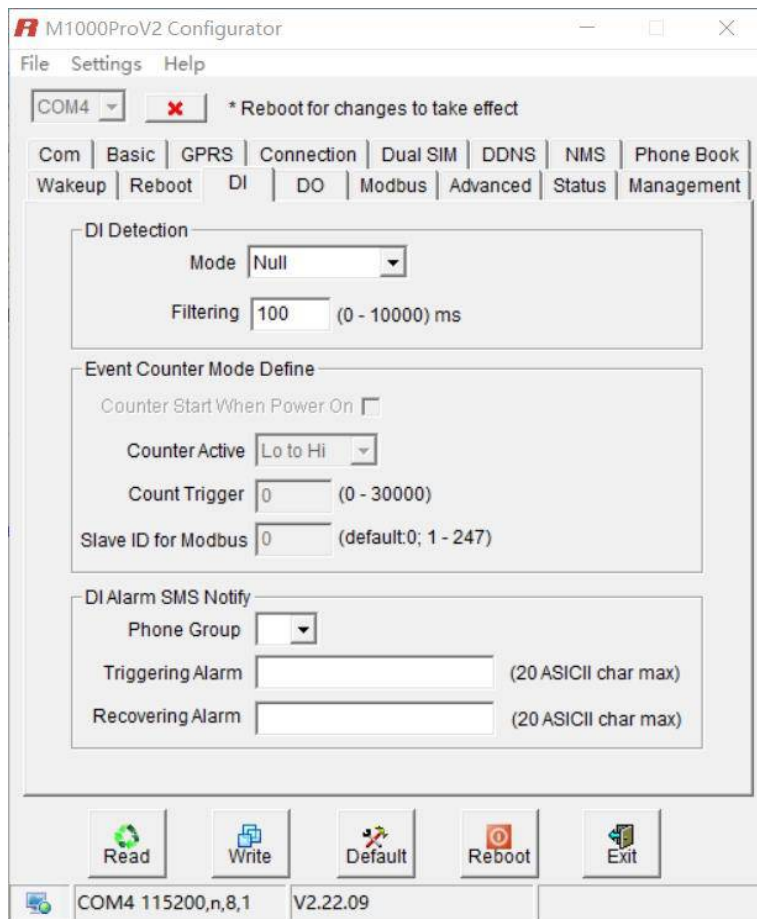 M1000ProV2 Configurator
File Settings Help
COM4 * Reboot for changes to take effect
Com Basic GPRS Connection Dual SIM DDNS NMS Phone Book
Wakeup Reboot DI DO Modbus Advanced Status Management
DI Detection
Mode Null
Filtering 100 (0 - 10000) ms
Event Counter Mode Define
Counter Start When Power On
Counter Active Lo to Hi
Count Trigger 0 (0 - 30000)
Slave ID for Modbus 0 (default:0; 1 - 247)
DI Alarm SMS Notify
Phone Group
Triggering Alarm (20 ASICII char max)
Recovering Alarm (20 ASICII char max)
Read Write Default Reboot Exit
COM4 115200,n,8,1 V2.22.09